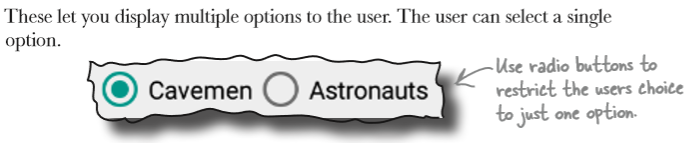 These let you display multiple options to the user. The user can select a single
option.
Cavemen Astronauts
Use radio buttons to
restrict the users choice
to just one option.